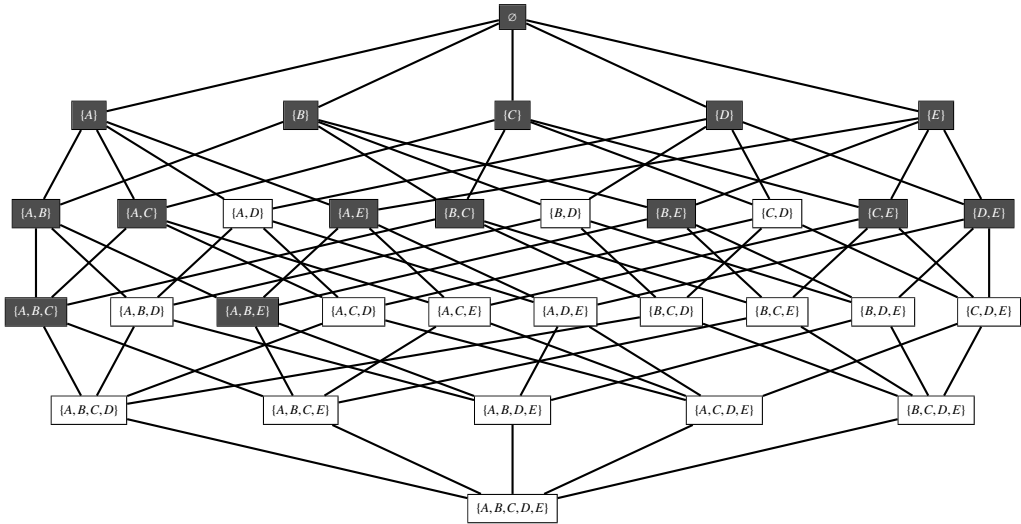 ∅
{A} {B} {C} {D} {E}
{A,B} {A,C} {A,D} {A,E} {B,C} {B,D} {B,E} {C,D} {C,E} {D,E}
{A,B,C} {A,B,D} {A,B,E} {A,C,D} {A,C,E} {A,D,E} {B,C,D} {B,C,E} {B,D,E} {C,D,E}
{A,B,C,D} {A,B,C,E} {A,B,D,E} {A,C,D,E} {B,C,D,E}
{A,B,C,D,E}